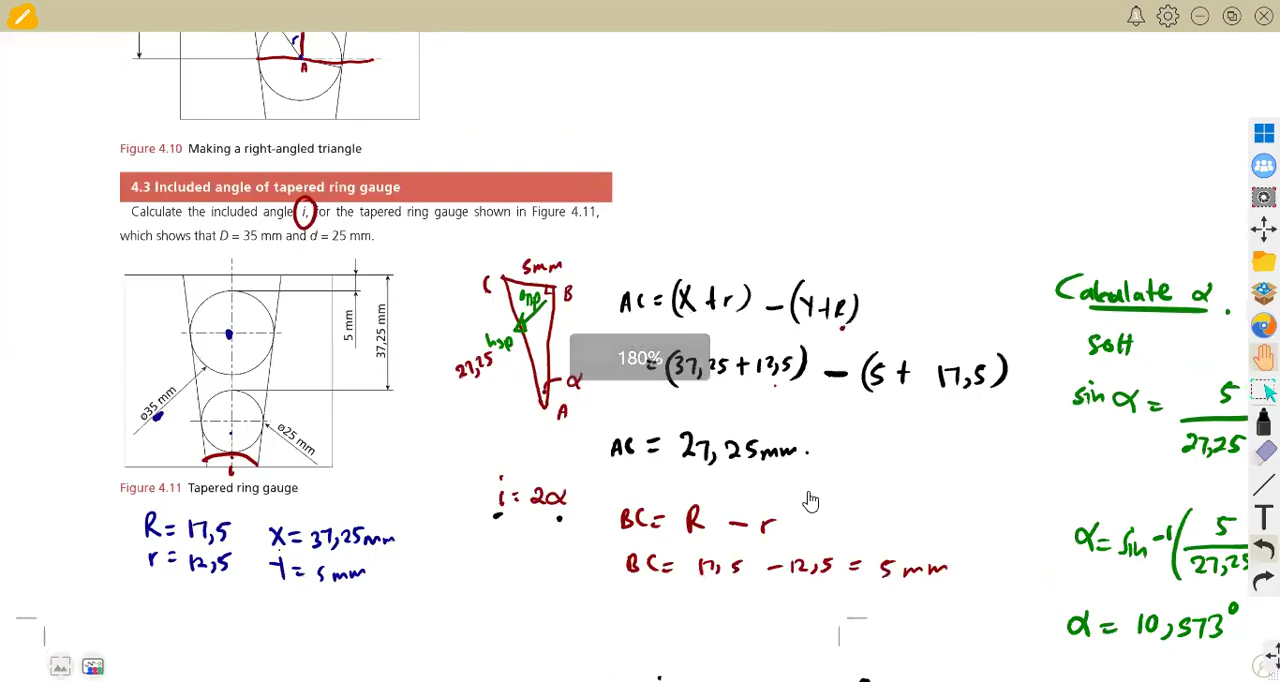 r
A
Figure 4.10 Making a right-angled triangle
4.3 Included angle of tapered ring gauge
Calculate the included angle i, for the tapered ring gauge shown in Figure 4.11,
which shows that D = 35 mm and d = 25 mm.
5 mm
37,25 mm
ø35 mm
ø25 mm
i
Figure 4.11 Tapered ring gauge
R = 17,5
r = 12,5
X = 37,25mm
Y = 5mm
5mm
C
B
opp
hyp
27,25
α
A
i = 2α
AC = (X + r) - (Y + R)
180%
= (37,25 + 12,5) - (5 + 17,5)
AC = 27,25mm.
BC = R - r
BC = 17,5 - 12,5 = 5mm
Calculate α.
SOH
sin α = 5
27,25
α = sin -1 ( 5
27,25
α = 10,573°
T